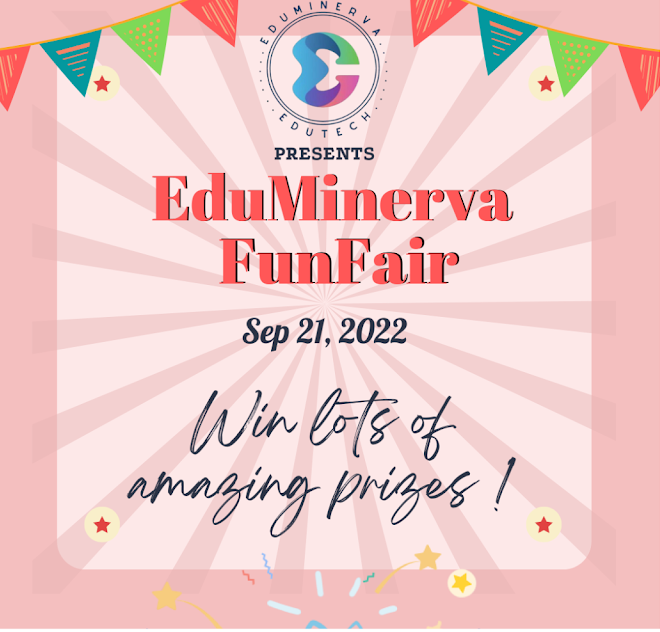 EDUMINERVA
EDUTECH
PRESENTS
EduMinerva
FunFair
Sep 21, 2022
Win lots of
amazing prizes !